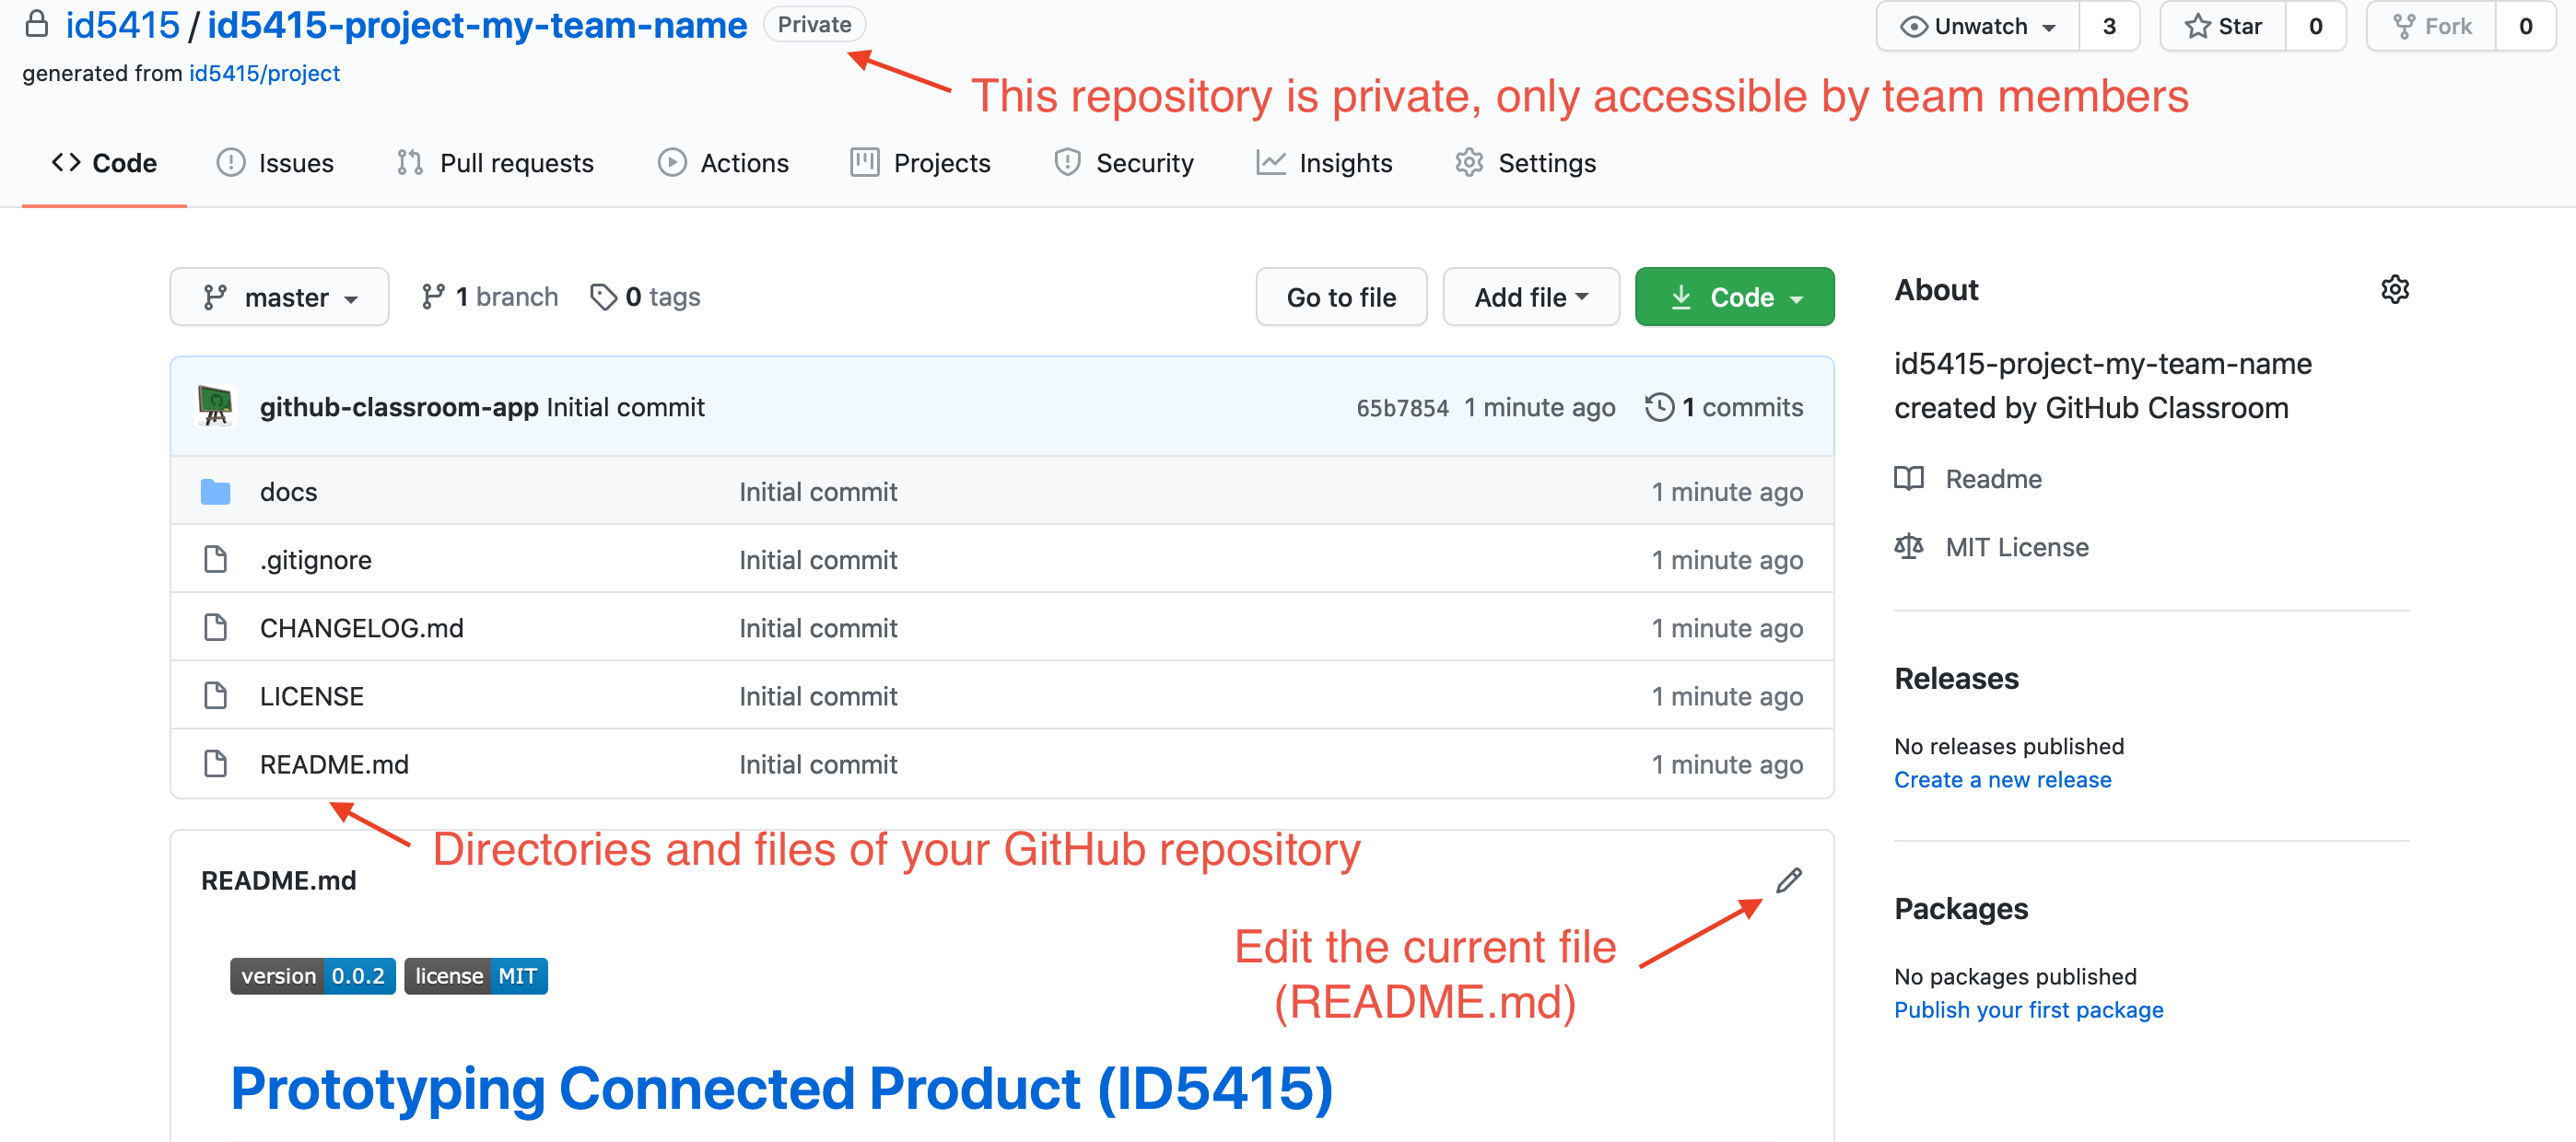 id5415 / id5415-project-my-team-name Private
Unwatch 3 Star 0 Fork 0
generated from id5415/project
This repository is private, only accessible by team members
Code Issues Pull requests Actions Projects Security Insights Settings
master 1 branch 0 tags Go to file Add file Code
github-classroom-app Initial commit 65b7854 1 minute ago 1 commits
docs Initial commit 1 minute ago
.gitignore Initial commit 1 minute ago
CHANGELOG.md Initial commit 1 minute ago
LICENSE Initial commit 1 minute ago
README.md Initial commit 1 minute ago
Directories and files of your GitHub repository
README.md
Edit the current file
(README.md)
version 0.0.2 license MIT
Prototyping Connected Product (ID5415)
About
id5415-project-my-team-name
created by GitHub Classroom
Readme
MIT License
Releases
No releases published
Create a new release
Packages
No packages published
Publish your first package